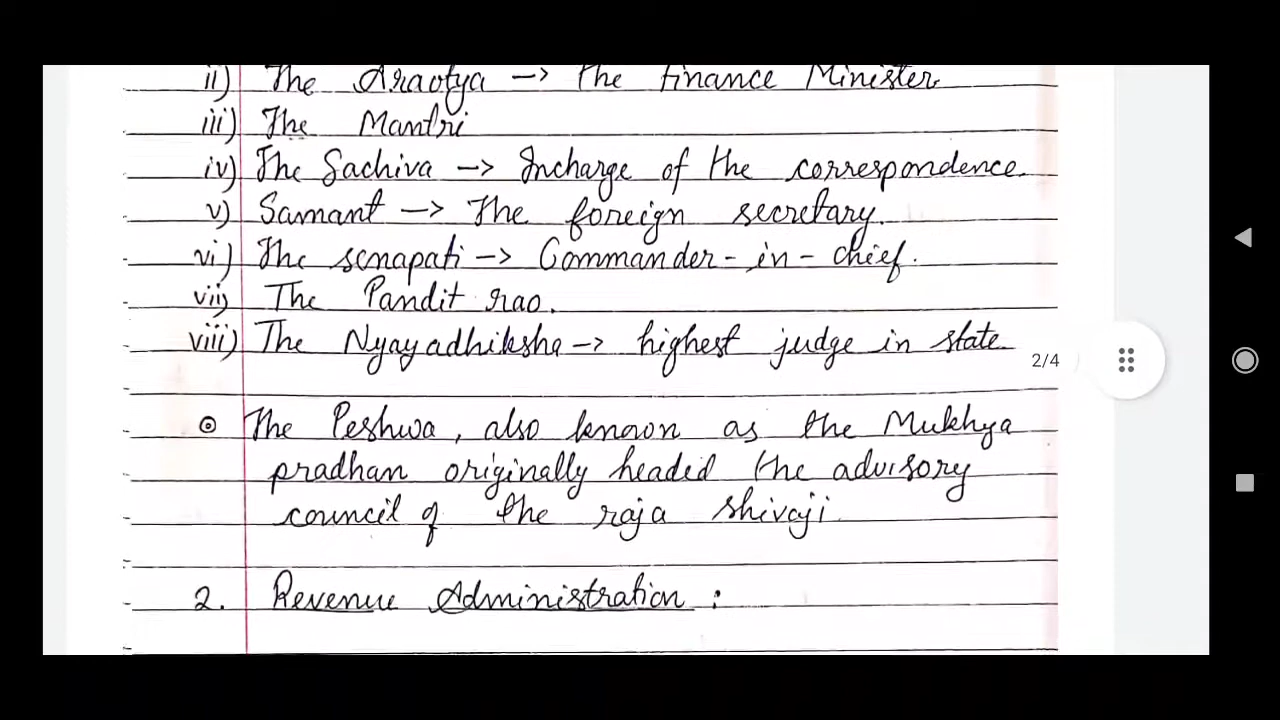 ii) The Araotya -> the finance Minister.
iii) The Mantri
iv) The Sachiva -> Incharge of the correspondence.
v) Samant -> The foreign secretary.
vi) The senapati -> Commander-in-chief.
vii) The Pandit rao.
viii) The Nyayadhiksha -> highest judge in state
2/4
⊙ The Peshwa, also known as the Mukhya
pradhan originally headed the advisory
council of the raja shivaji.
2. Revenue Administration :